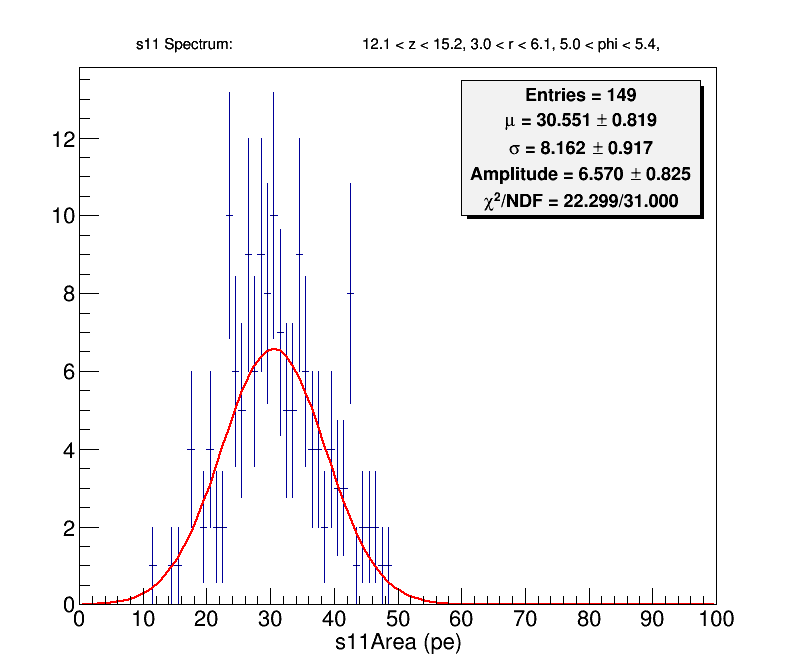 s11 Spectrum: 12.1 < z < 15.2, 3.0 < r < 6.1, 5.0 < phi < 5.4,
Entries = 149
μ = 30.551 ± 0.819
σ = 8.162 ± 0.917
Amplitude = 6.570 ± 0.825
χ²/NDF = 22.299/31.000
12
10
8
6
4
2
0
0 10 20 30 40 50 60 70 80 90 100
s11Area (pe)